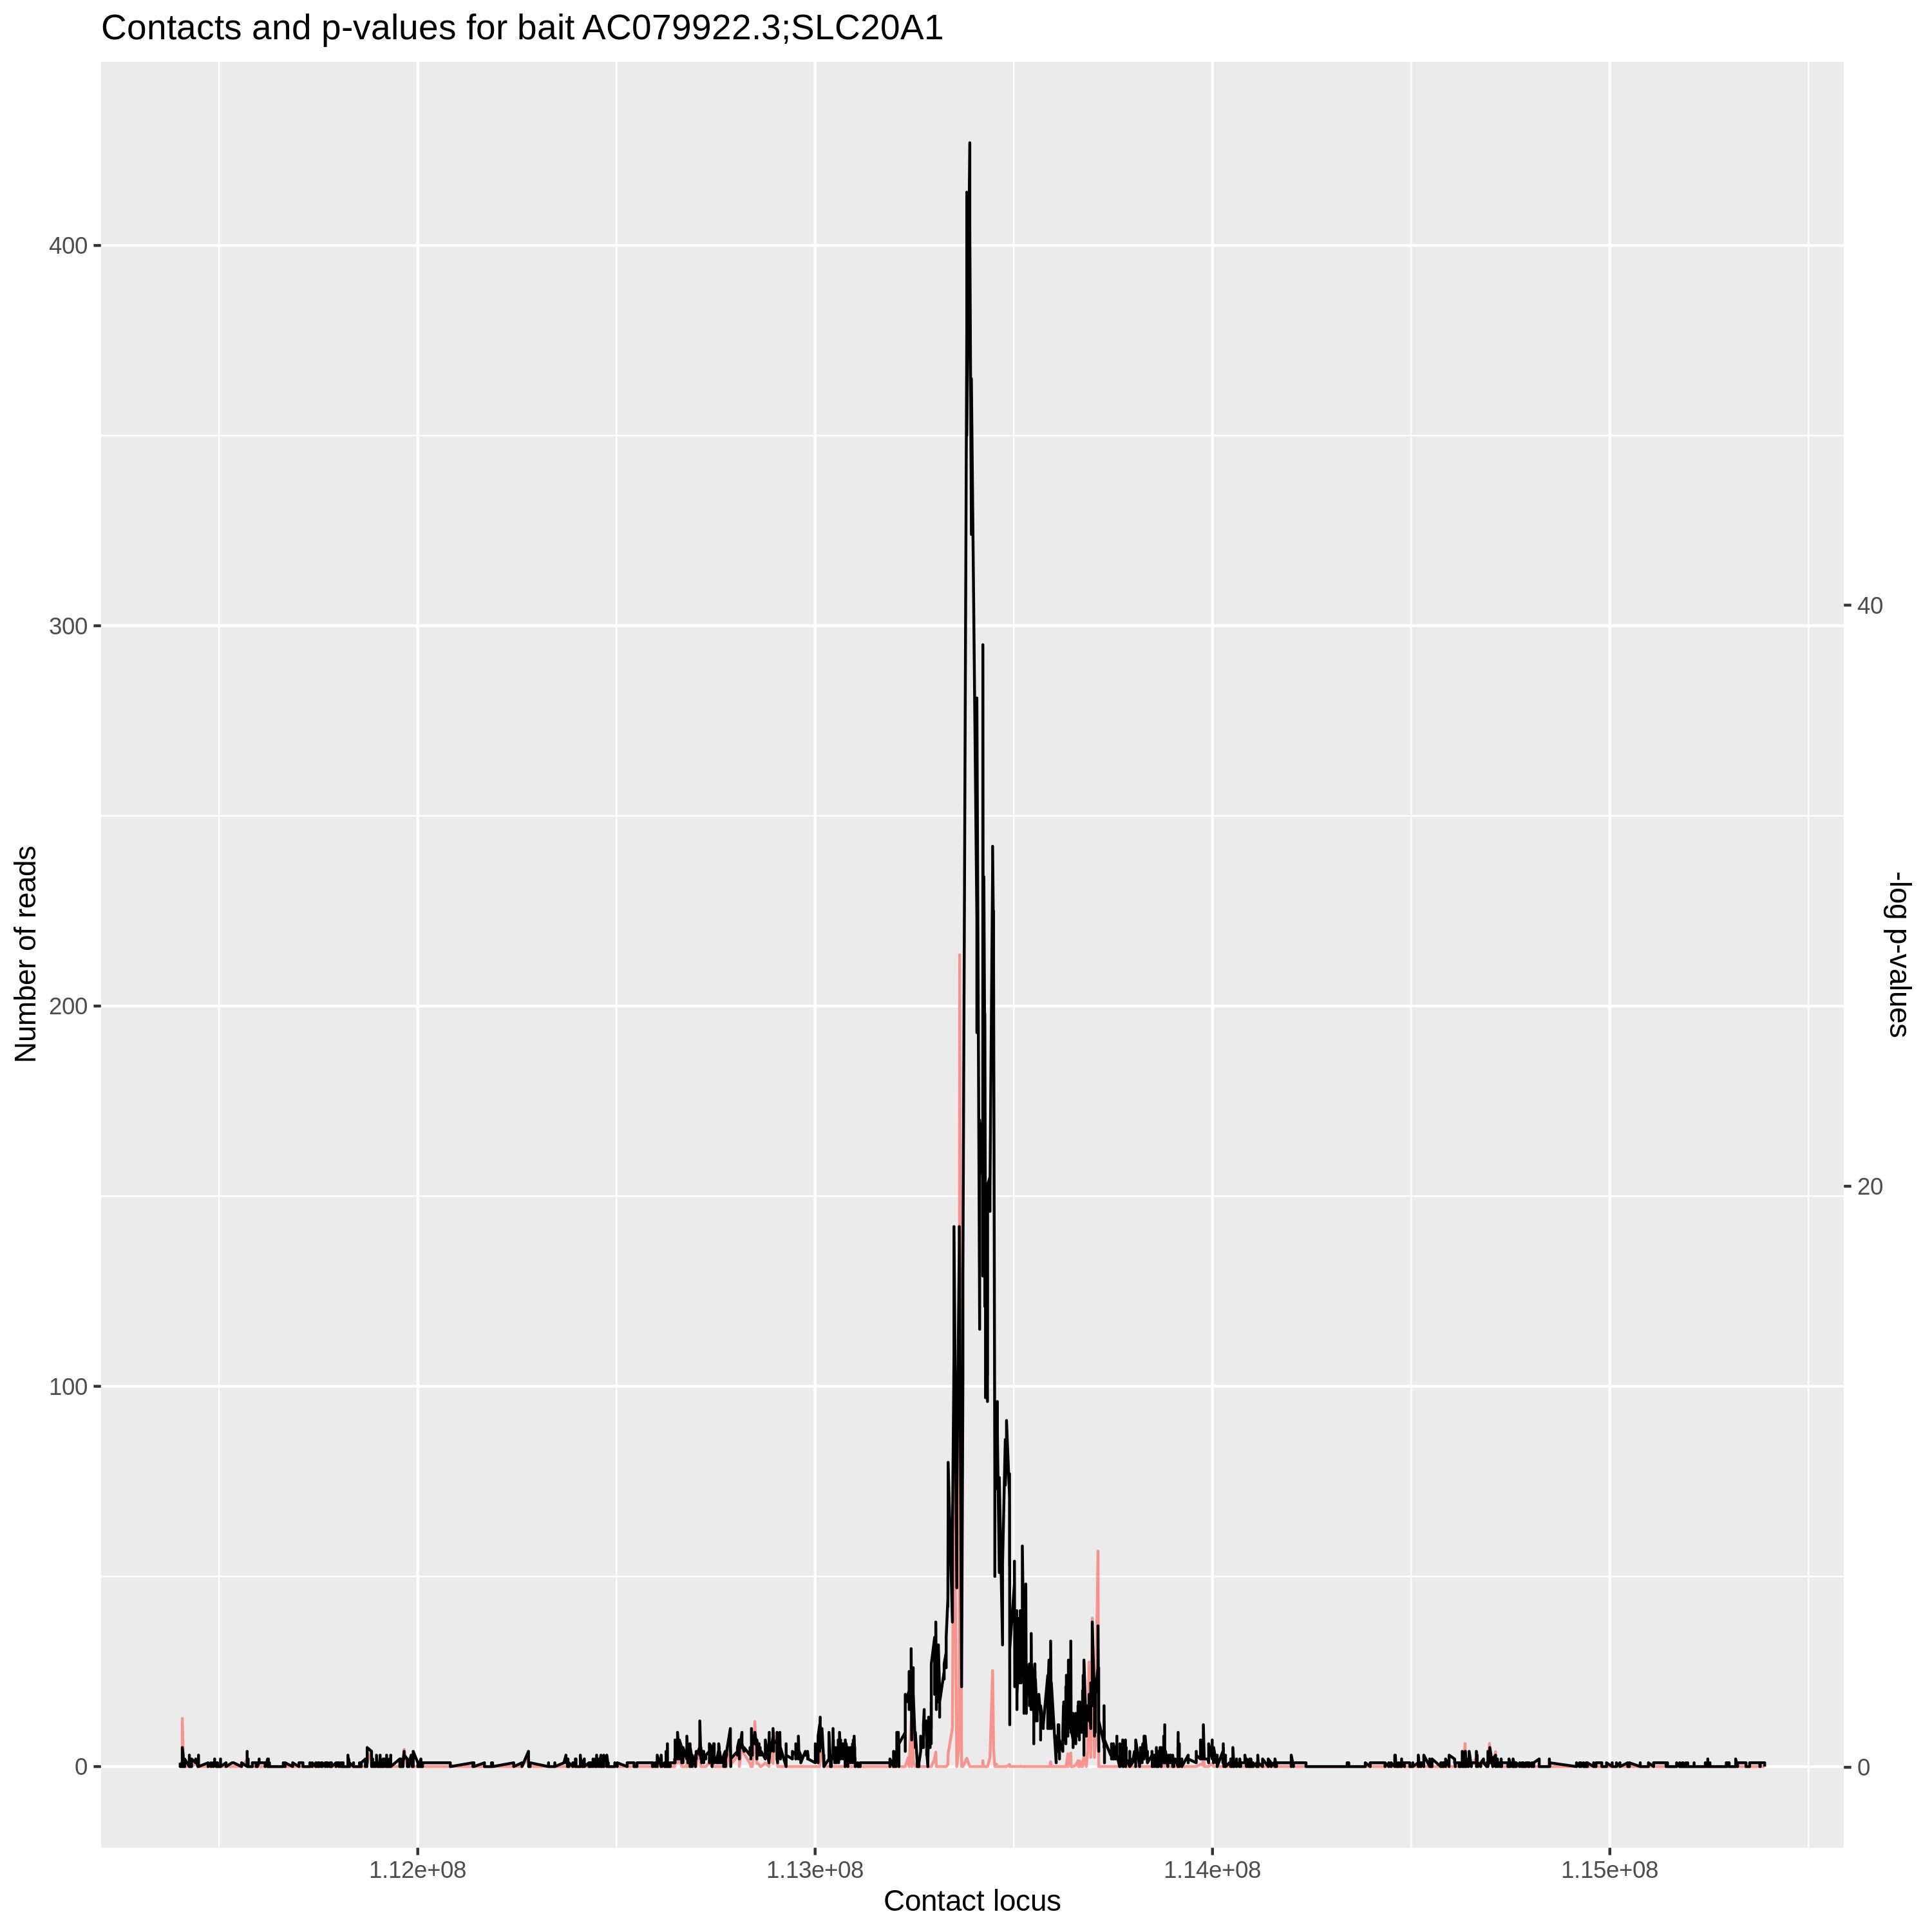 Contacts and p-values for bait AC079922.3;SLC20A1
400
300
200
100
0
Number of reads
40
20
0
-log p-values
1.12e+08
1.13e+08
1.14e+08
1.15e+08
Contact locus